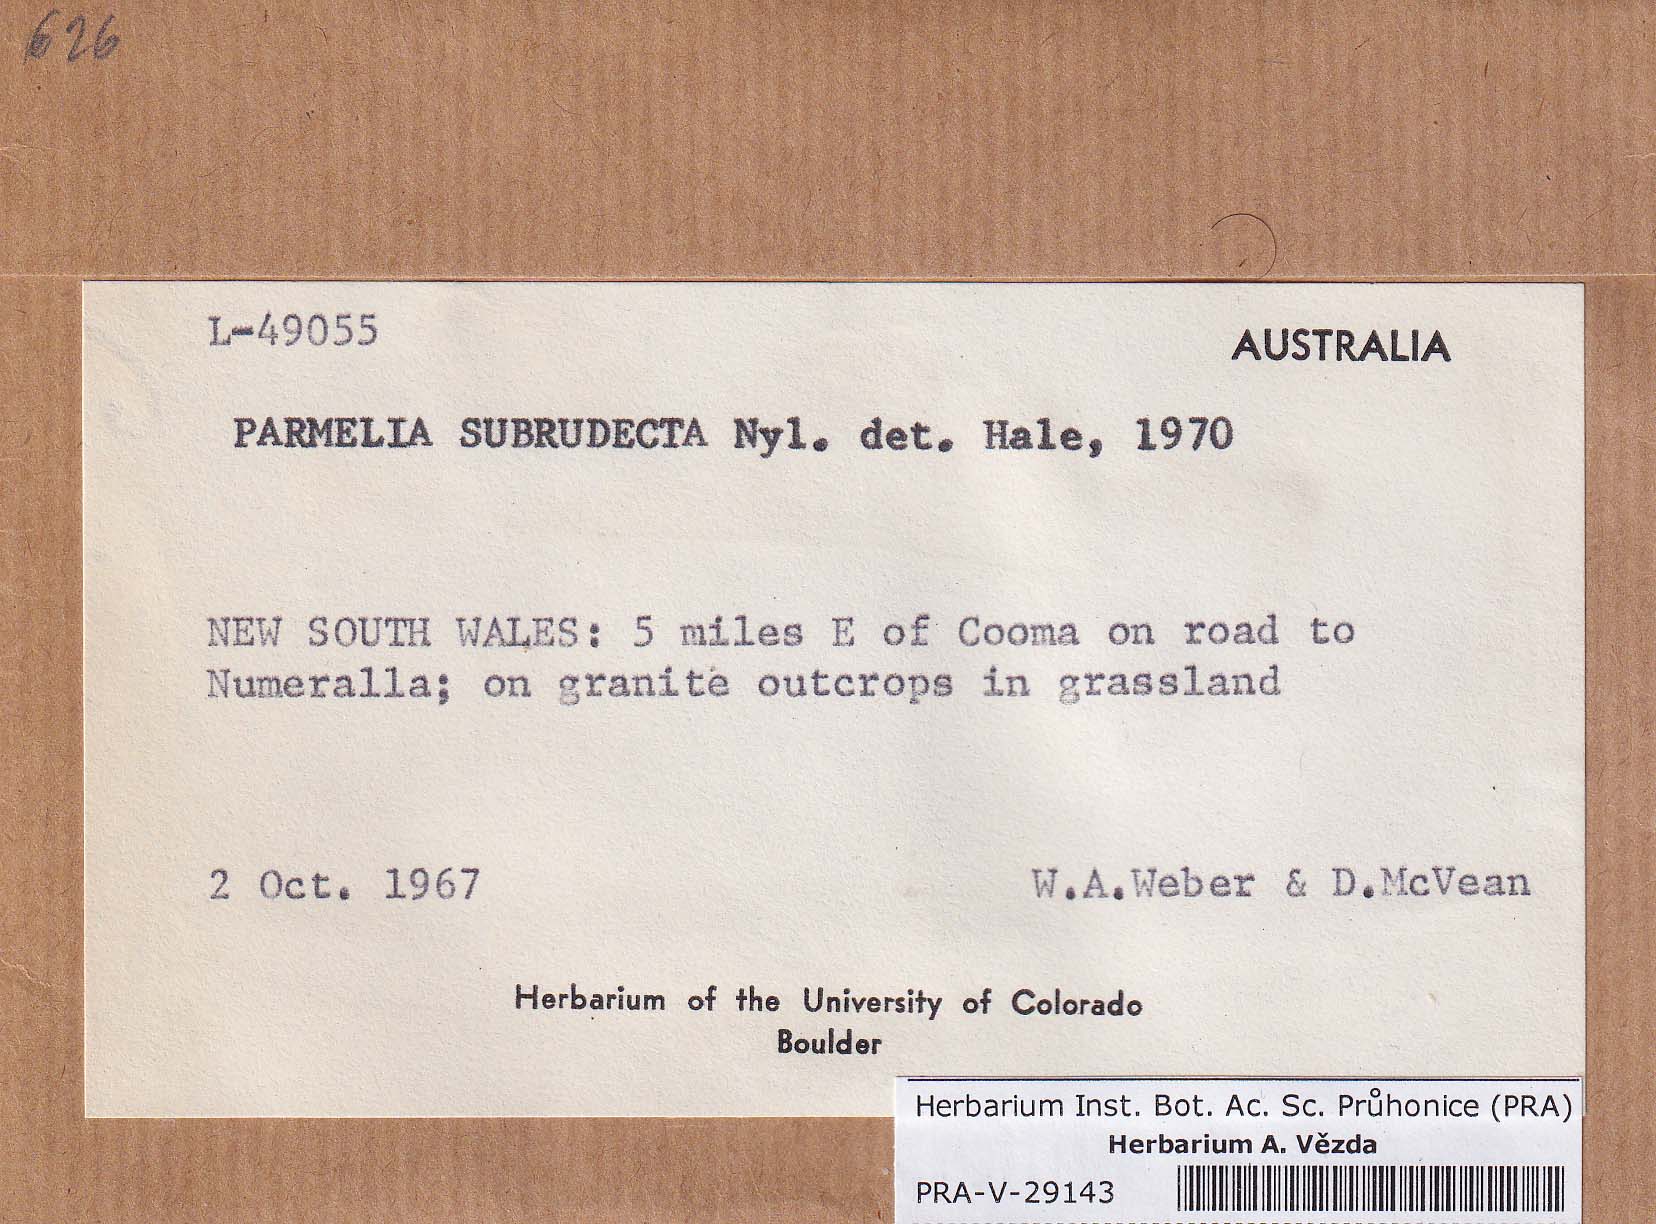 626
L-49055
AUSTRALIA
PARMELIA SUBRUDECTA Nyl. det. Hale, 1970
NEW SOUTH WALES: 5 miles E of Cooma on road to
Numeralla; on granite outcrops in grassland
2 Oct. 1967
W.A.Weber & D.McVean
Herbarium of the University of Colorado
Boulder
Herbarium Inst. Bot. Ac. Sc. Průhonice (PRA)
Herbarium A. Vězda
PRA-V-29143